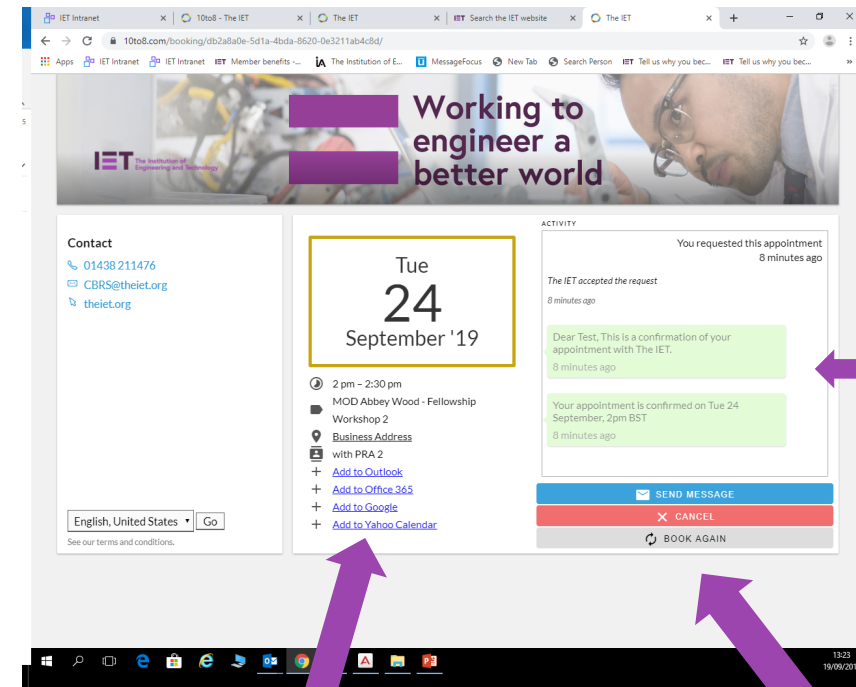 IET Intranet
10to8 - The IET
The IET
IET Search the IET website
The IET
10to8.com/booking/db2a8a0e-5d1a-4bda-8620-0e3211ab4c8d/
Apps
IET Intranet
IET Intranet
IET Member benefits -...
The Institution of E...
MessageFocus
New Tab
Search Person
IET Tell us why you bec...
IET Tell us why you bec...
»
IET The Institution of
Engineering and Technology
Working to
engineer a
better world
Contact
01438 211476
CBRS@theiet.org
theiet.org
English, United States
Go
See our terms and conditions.
Tue
24
September '19
2 pm – 2:30 pm
MOD Abbey Wood - Fellowship
Workshop 2
Business Address
with PRA 2
+ Add to Outlook
+ Add to Office 365
+ Add to Google
+ Add to Yahoo Calendar
ACTIVITY
You requested this appointment
8 minutes ago
The IET accepted the request
8 minutes ago
Dear Test, This is a confirmation of your
appointment with The IET.
8 minutes ago
Your appointment is confirmed on Tue 24
September, 2pm BST
8 minutes ago
SEND MESSAGE
CANCEL
BOOK AGAIN
13:23
19/09/201